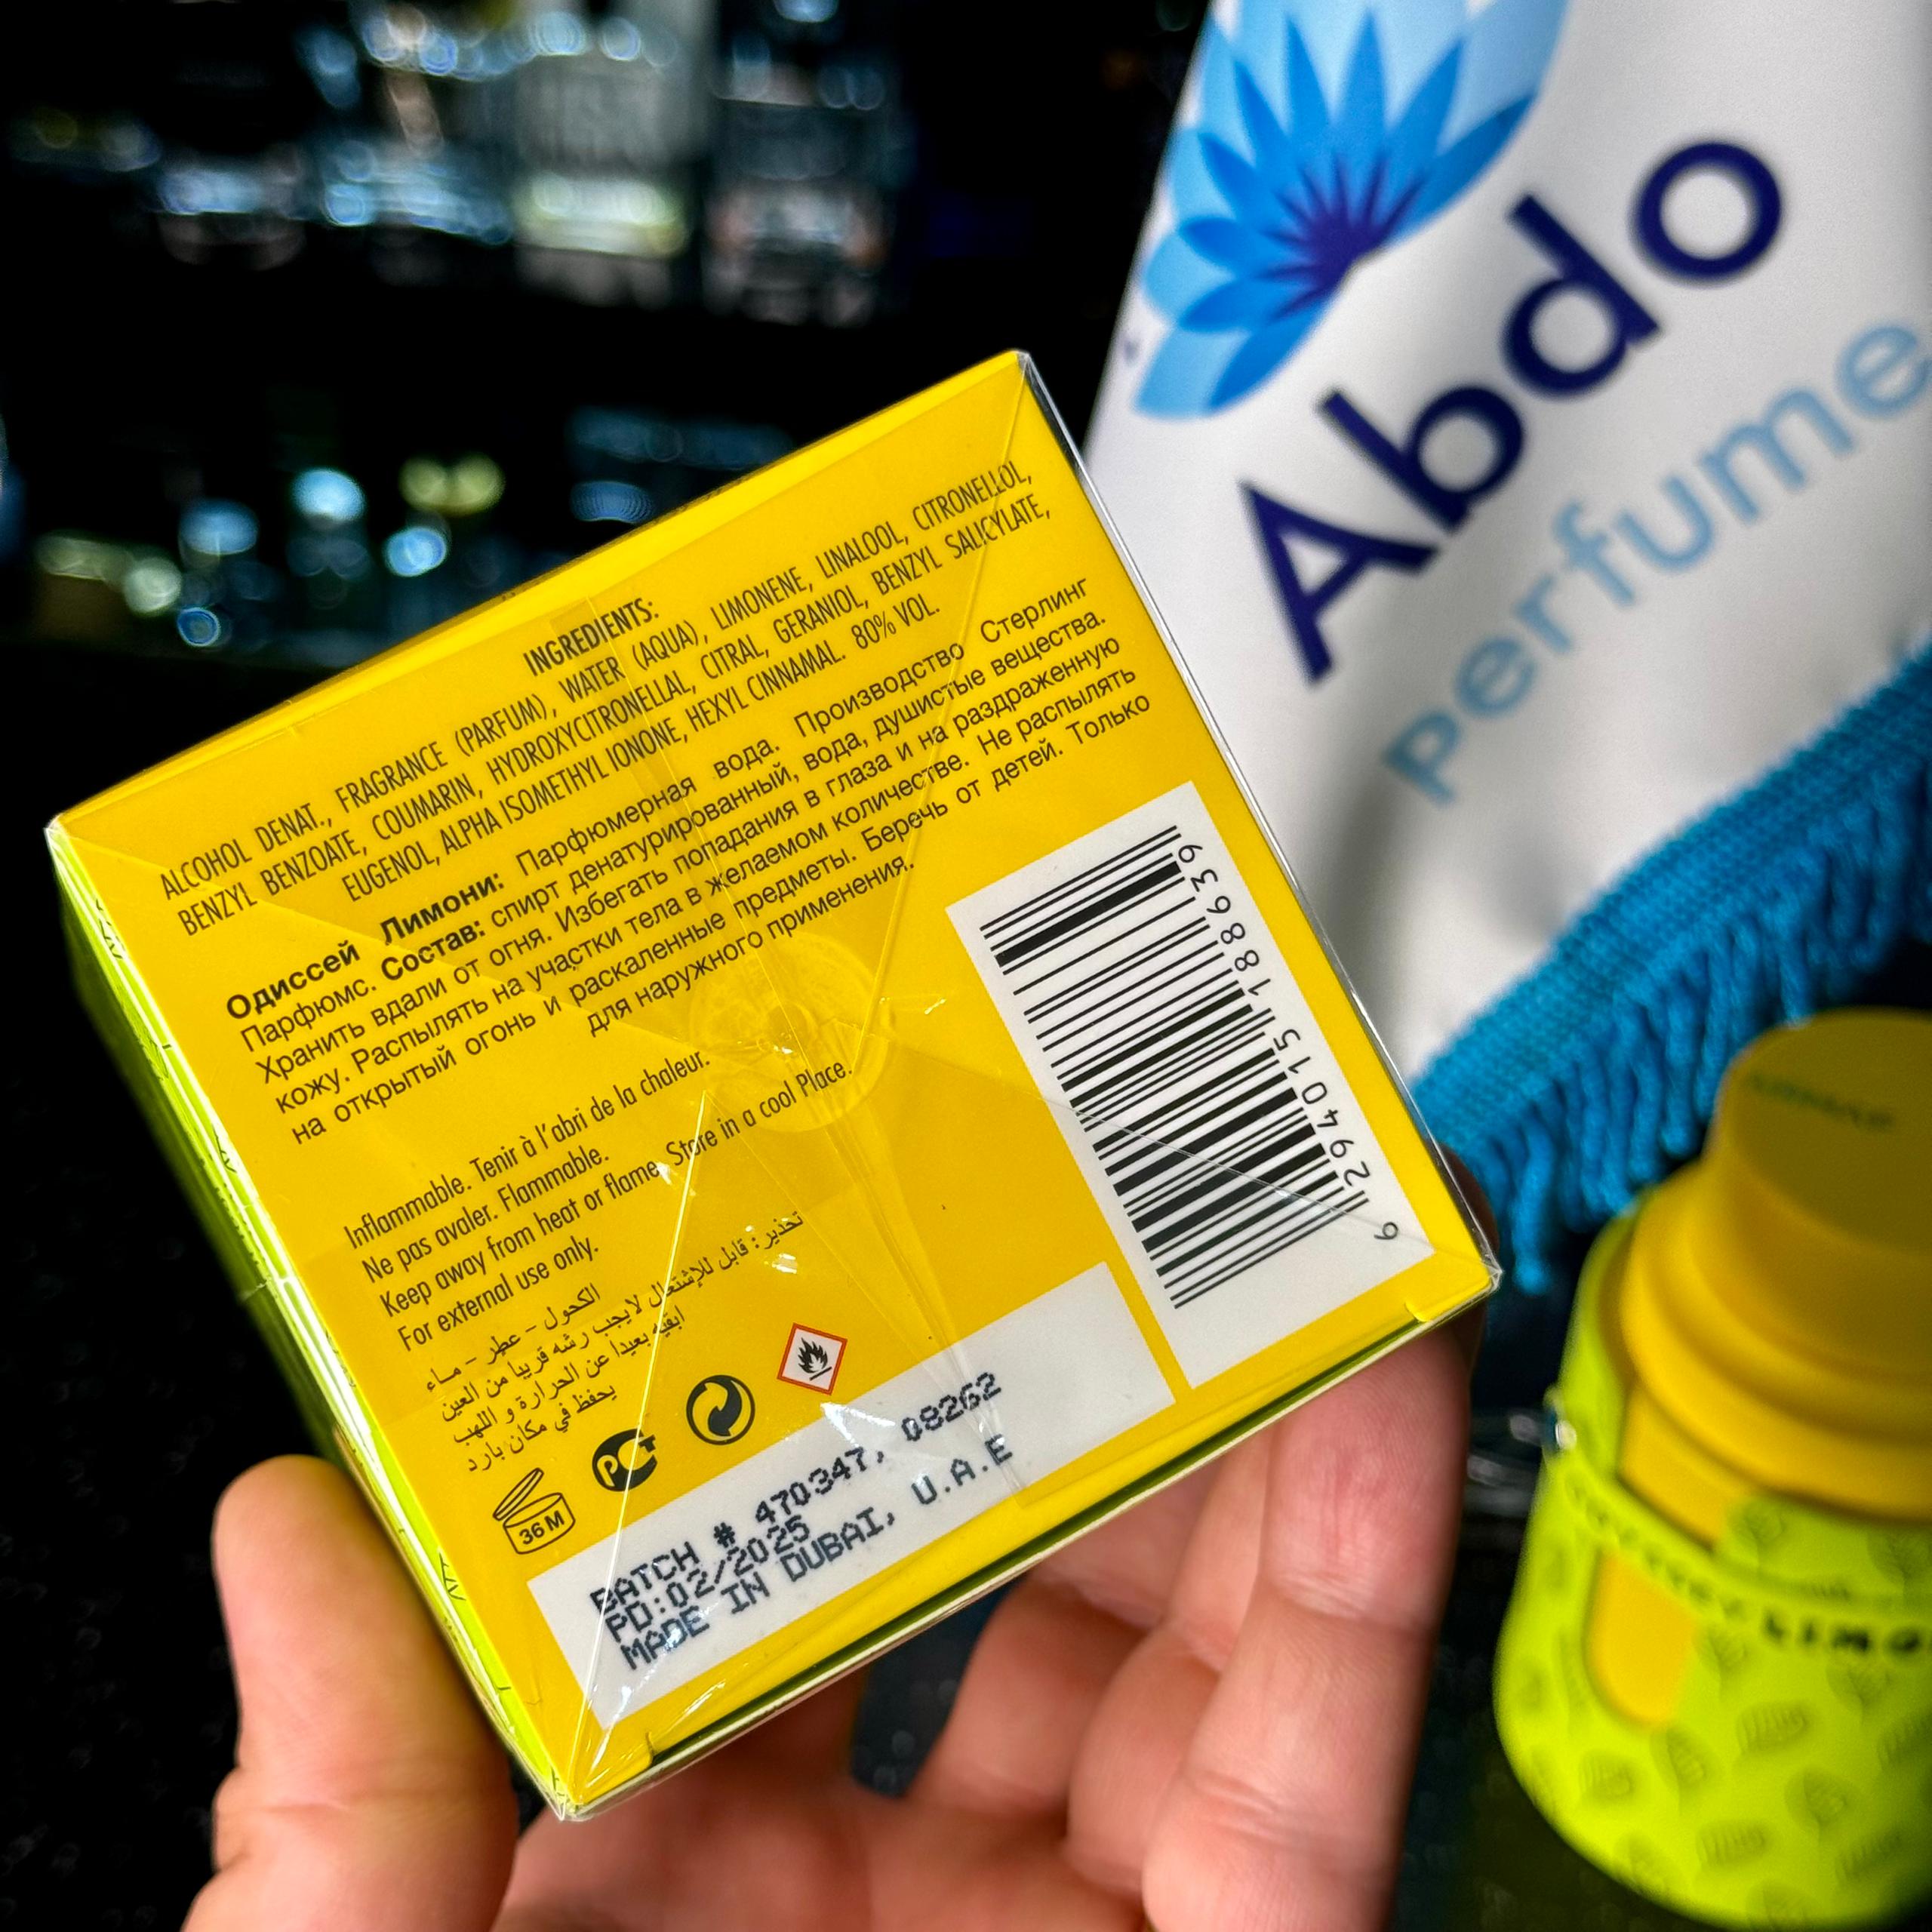 Abdo
Perfume
INGREDIENTS:
ALCOHOL DENAT., FRAGRANCE (PARFUM), WATER (AQUA), LIMONENE, LINALOOL, CITRONELLOL,
BENZYL BENZOATE, COUMARIN, HYDROXYCITRONELLAL, CITRAL, GERANIOL, BENZYL SALICYLATE,
EUGENOL, ALPHA ISOMETHYL IONONE, HEXYL CINNAMAL. 80% VOL.
Одиссей Лимони: Парфюмерная вода. Производство Стерлинг
Парфюмс. Состав: спирт денатурированный, вода, душистые вещества.
Хранить вдали от огня. Избегать попадания в глаза и на раздраженную
кожу. Распылять на участки тела в желаемом количестве. Не распылять
на открытый огонь и раскаленные предметы. Беречь от детей. Только
для наружного применения.
Inflammable. Tenir à l'abri de la chaleur.
Ne pas avaler. Flammable.
Keep away from heat or flame. Store in a cool Place.
For external use only.
الكحول – عطر – ماء
تحذير : قابل للإشتعال لايجب رشه قريبا من العين
ابقيه بعيداً عن الحرارة و اللهب
يحفظ في مكان بارد
36 M
РСТ
6 294015 188639
BATCH # 470347, 08262
PD:02/2025
MADE IN DUBAI, U.A.E
LIMO